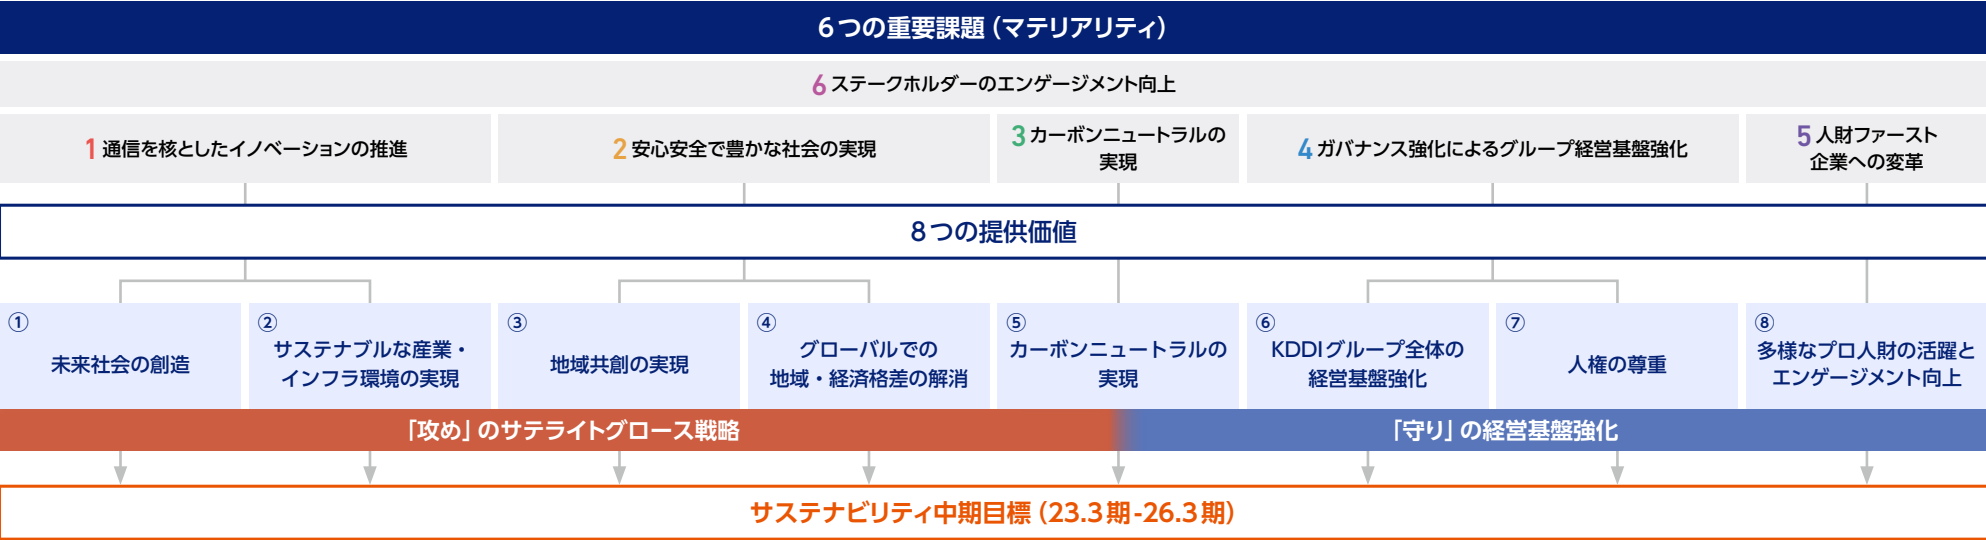 6つの重要課題（マテリアリティ）
6 ステークホルダーのエンゲージメント向上
1 通信を核としたイノベーションの推進
2 安心安全で豊かな社会の実現
3 カーボンニュートラルの
実現
4 ガバナンス強化によるグループ経営基盤強化
5 人財ファースト
企業への変革
8つの提供価値
①
未来社会の創造
②
サステナブルな産業・
インフラ環境の実現
③
地域共創の実現
④
グローバルでの
地域・経済格差の解消
⑤
カーボンニュートラルの
実現
⑥
KDDIグループ全体の
経営基盤強化
⑦
人権の尊重
⑧
多様なプロ人財の活躍と
エンゲージメント向上
「攻め」のサテライトグロース戦略
「守り」の経営基盤強化
サステナビリティ中期目標（23.3期-26.3期）